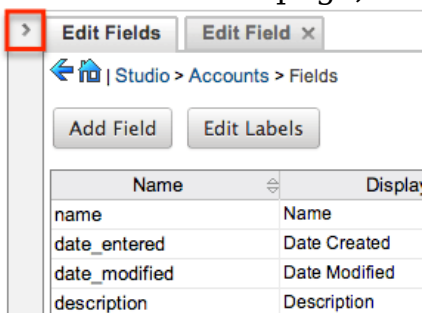 > Edit Fields Edit Field ×
| Studio > Accounts > Fields
Add Field Edit Labels
Name Display
name Name
date_entered Date Created
date_modified Date Modified
description Description